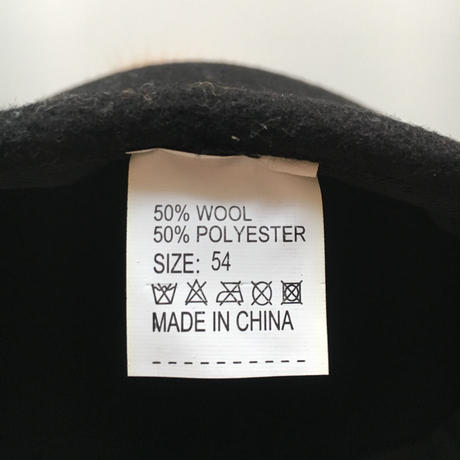 50% WOOL
50% POLYESTER
SIZE: 54
MADE IN CHINA